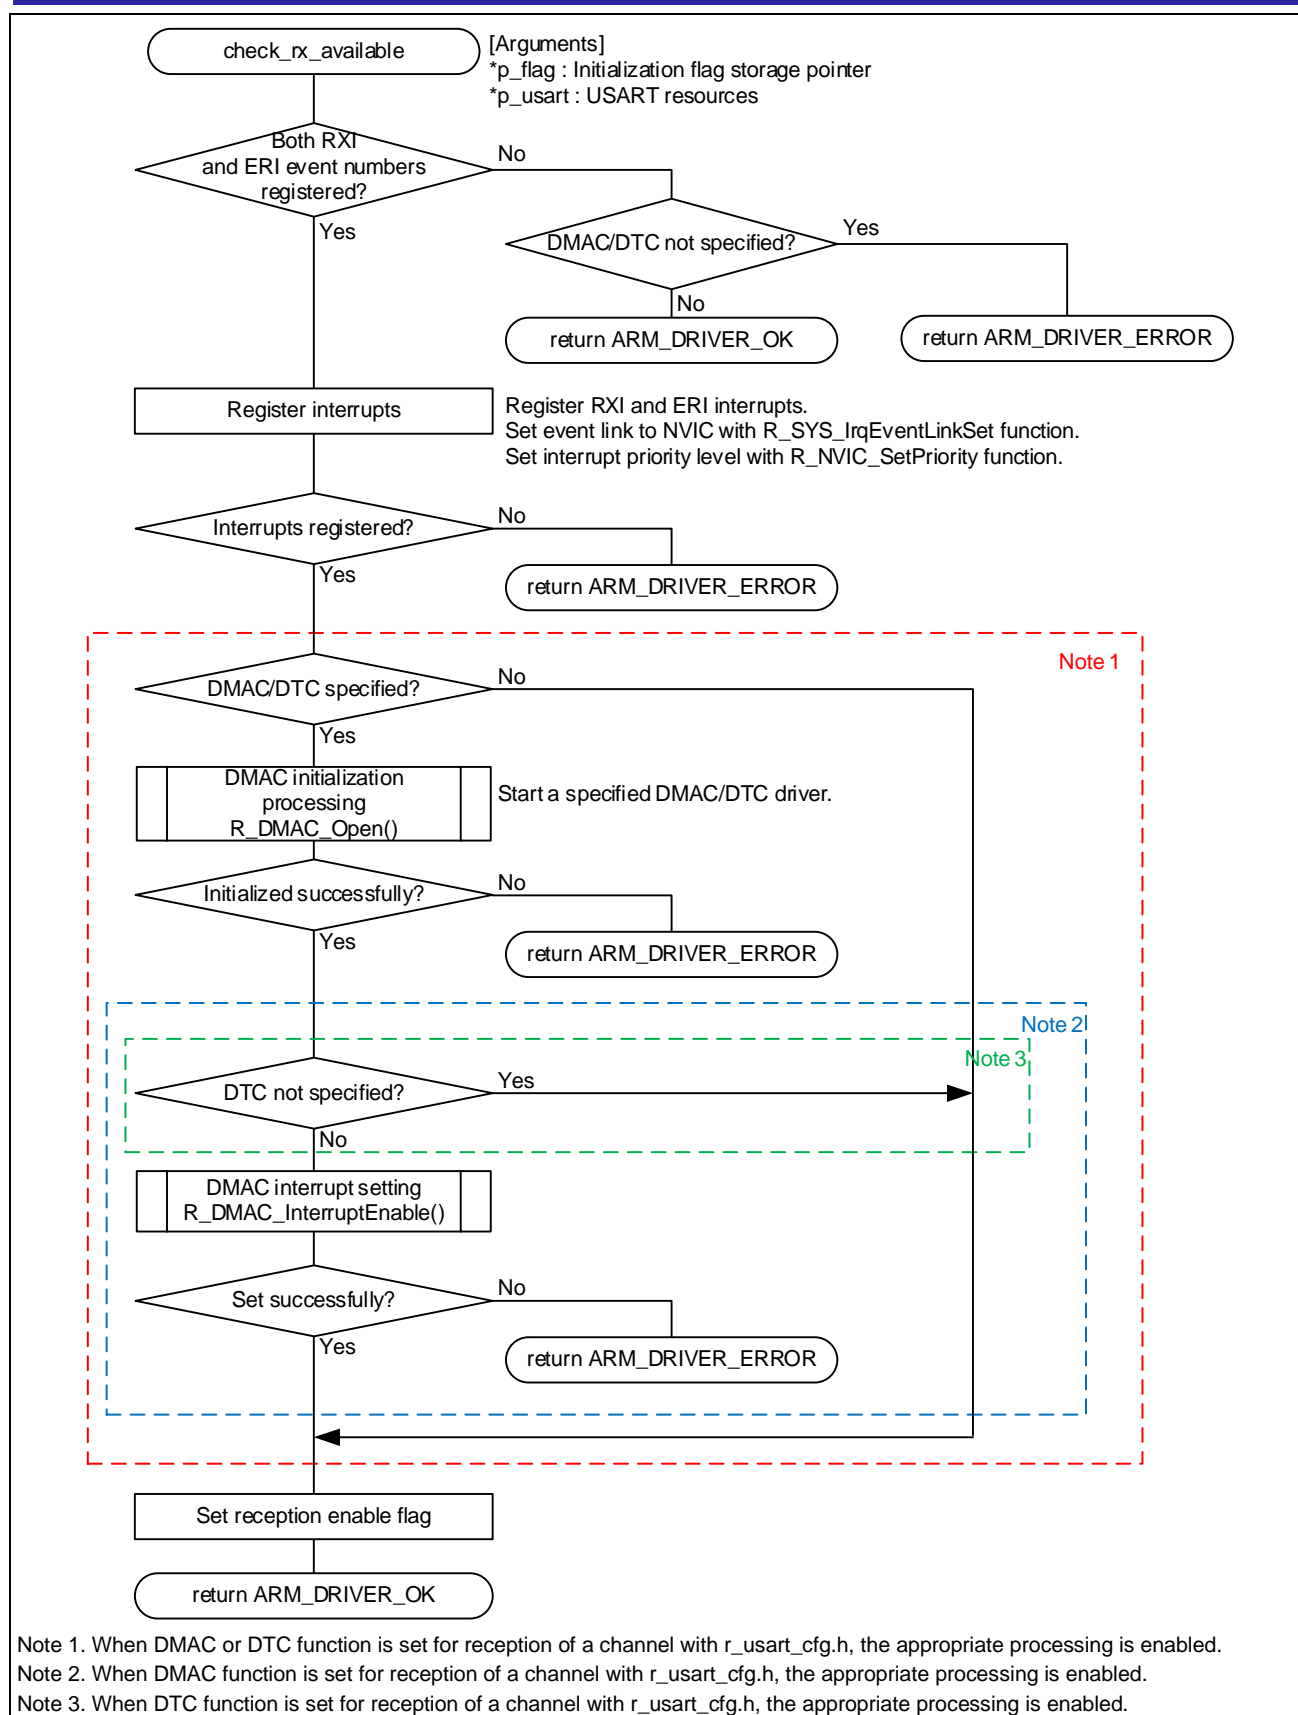 check_rx_available
[Arguments]
*p_flag : Initialization flag storage pointer
*p_usart : USART resources
Both RXI
and ERI event numbers
registered?
No
Yes
DMAC/DTC not specified?
Yes
No
return ARM_DRIVER_OK
return ARM_DRIVER_ERROR
Register interrupts
Register RXI and ERI interrupts.
Set event link to NVIC with R_SYS_IrqEventLinkSet function.
Set interrupt priority level with R_NVIC_SetPriority function.
Interrupts registered?
No
Yes
return ARM_DRIVER_ERROR
Note 1
DMAC/DTC specified?
No
Yes
DMAC initialization
processing
R_DMAC_Open()
Start a specified DMAC/DTC driver.
Initialized successfully?
No
Yes
return ARM_DRIVER_ERROR
Note 2
Note 3
DTC not specified?
Yes
No
DMAC interrupt setting
R_DMAC_InterruptEnable()
Set successfully?
No
Yes
return ARM_DRIVER_ERROR
Set reception enable flag
return ARM_DRIVER_OK
Note 1. When DMAC or DTC function is set for reception of a channel with r_usart_cfg.h, the appropriate processing is enabled.
Note 2. When DMAC function is set for reception of a channel with r_usart_cfg.h, the appropriate processing is enabled.
Note 3. When DTC function is set for reception of a channel with r_usart_cfg.h, the appropriate processing is enabled.